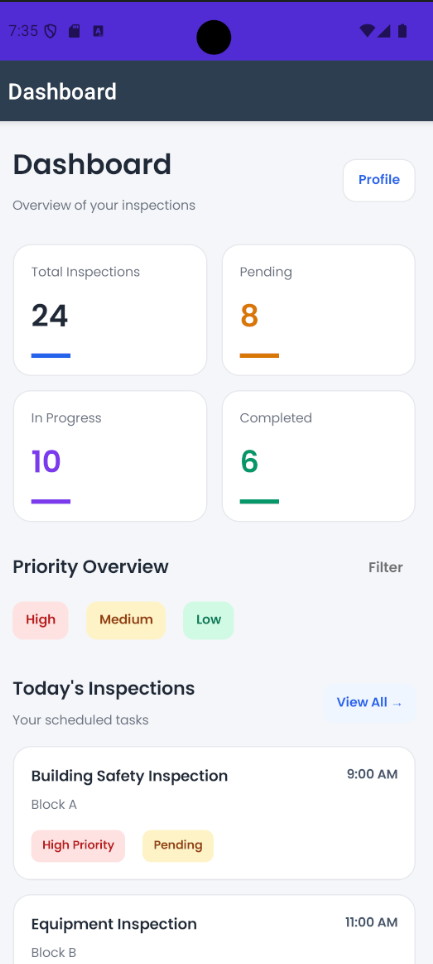 7:35
Dashboard
Dashboard
Profile
Overview of your inspections
Total Inspections
24
Pending
8
In Progress
10
Completed
6
Priority Overview
Filter
High Medium Low
Today's Inspections
View All →
Your scheduled tasks
Building Safety Inspection 9:00 AM
Block A
High Priority Pending
Equipment Inspection 11:00 AM
Block B